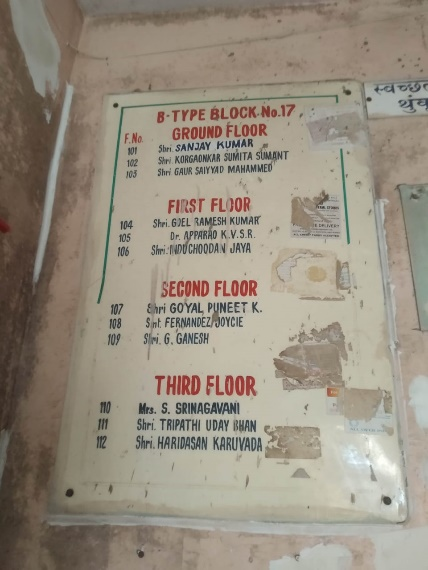 B-TYPE BLOCK No.17
GROUND FLOOR
F.No.
101 Shri. SANJAY KUMAR
102 Shri. KORGAONKAR SUMITA SUMANT
103 Shri GAUR SAIYYAD MAHAMMED
FIRST FLOOR
104 Shri. GOEL RAMESH KUMAR
105 Dr. APPARAO K.V.S.R.
106 Shri. INDUCHOODAN JAYA
SECOND FLOOR
107 Shri GOYAL PUNEET K.
108 Smt. FERNANDEZ JOYCIE
109 Shri. G. GANESH
THIRD FLOOR
110 Mrs. S. SRINAGAVANI
111 Shri. TRIPATHI UDAY BHAN
112 Shri. HARIDASAN KARUVADA